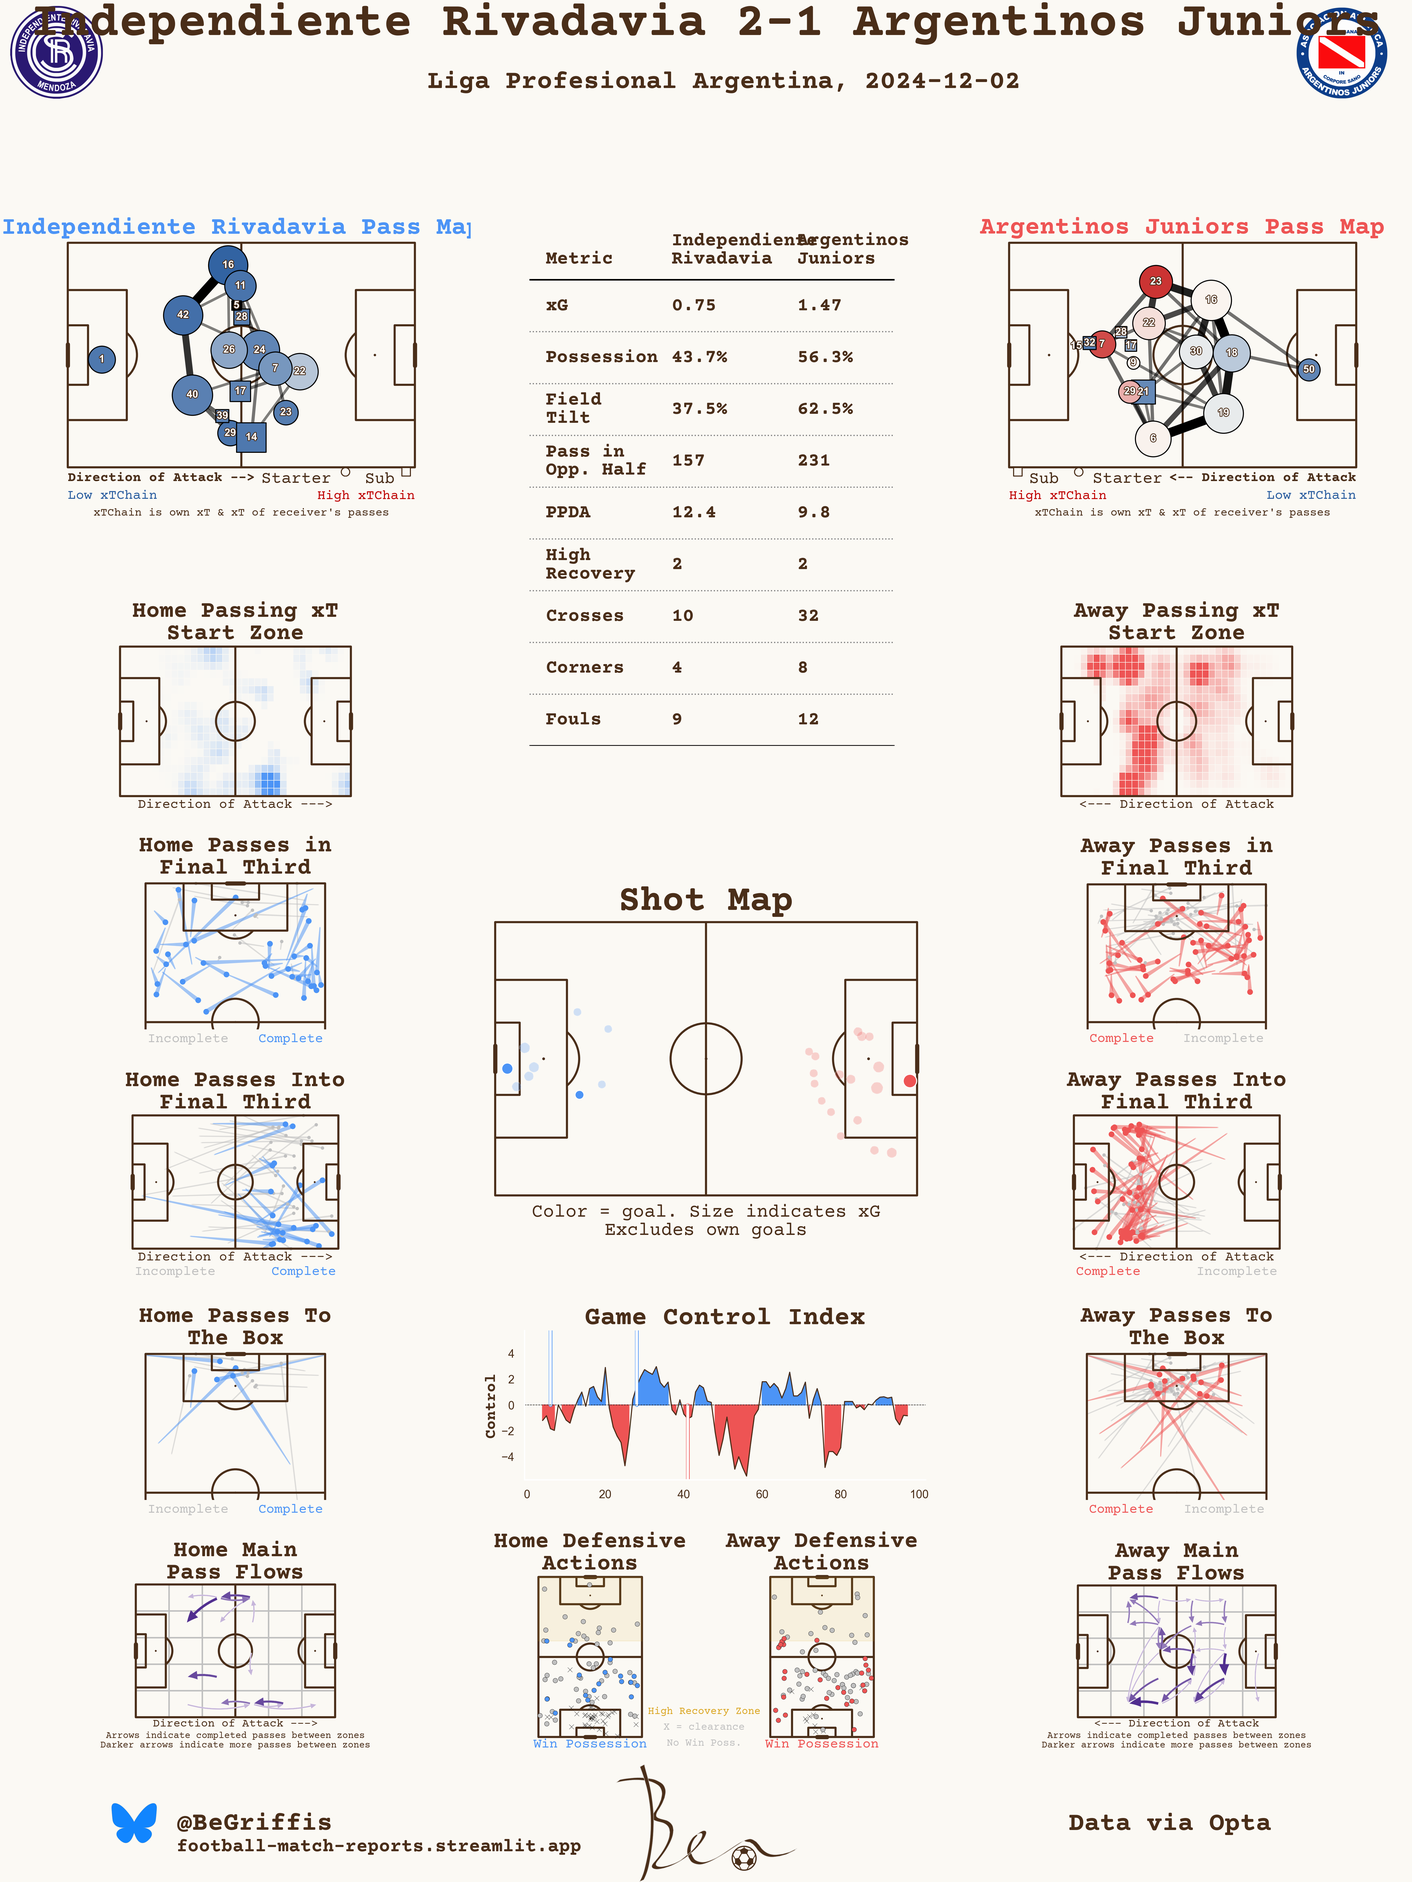 Independiente Rivadavia 2-1 Argentinos Juniors
Liga Profesional Argentina, 2024-12-02
INDEPENDIENTE RIVADAVIA
MENDOZA
ARGENTINOS JUNIORS
IN
CORPORE SANO
Independiente Rivadavia Pass Map
16
11
5
42
28
1
26
24
7
22
40
17
39
23
29
14
Direction of Attack --> Starter Sub
Low xTChain High xTChain
xTChain is own xT & xT of receiver's passes
Metric Independiente Rivadavia Argentinos Juniors
xG 0.75 1.47
Possession 43.7% 56.3%
Field Tilt 37.5% 62.5%
Pass in Opp. Half 157 231
PPDA 12.4 9.8
High Recovery 2 2
Crosses 10 32
Corners 4 8
Fouls 9 12
Argentinos Juniors Pass Map
23
16
22
28
15
32
7
17
30
18
9
50
29
21
19
6
Sub Starter <-- Direction of Attack
High xTChain Low xTChain
xTChain is own xT & xT of receiver's passes
Home Passing xT
Start Zone
Direction of Attack --->
Away Passing xT
Start Zone
<--- Direction of Attack
Home Passes in
Final Third
Incomplete Complete
Away Passes in
Final Third
Complete Incomplete
Shot Map
Color = goal. Size indicates xG
Excludes own goals
Home Passes Into
Final Third
Direction of Attack --->
Incomplete Complete
Away Passes Into
Final Third
<--- Direction of Attack
Complete Incomplete
Home Passes To
The Box
Incomplete Complete
Game Control Index
Control
4
2
0
−2
−4
0 20 40 60 80 100
Away Passes To
The Box
Complete Incomplete
Home Main
Pass Flows
Direction of Attack --->
Arrows indicate completed passes between zones
Darker arrows indicate more passes between zones
Home Defensive
Actions
Win Possession
Away Defensive
Actions
Win Possession
High Recovery Zone
X = clearance
No Win Poss.
Away Main
Pass Flows
<--- Direction of Attack
Arrows indicate completed passes between zones
Darker arrows indicate more passes between zones
@BeGriffis
football-match-reports.streamlit.app
Ben
Data via Opta